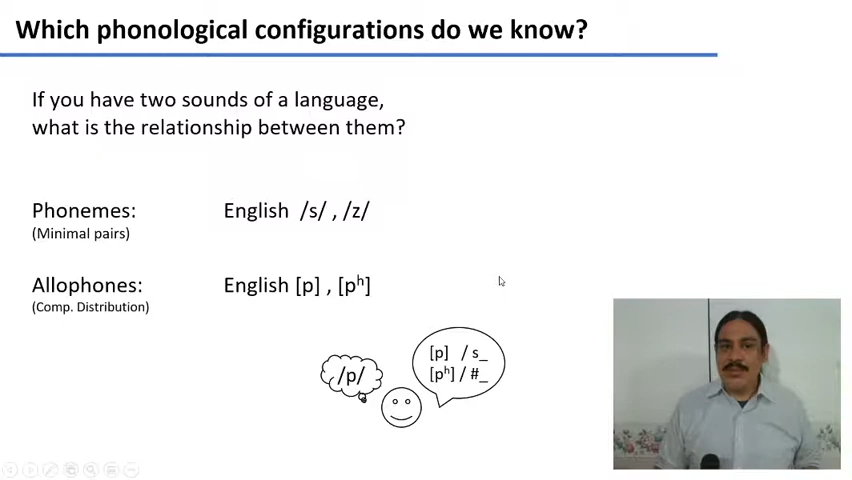 Which phonological configurations do we know?
If you have two sounds of a language,
what is the relationship between them?
Phonemes: English /s/ , /z/
(Minimal pairs)
Allophones: English [p] , [pʰ]
(Comp. Distribution)
/p/
[p] / s_
[pʰ] / #_